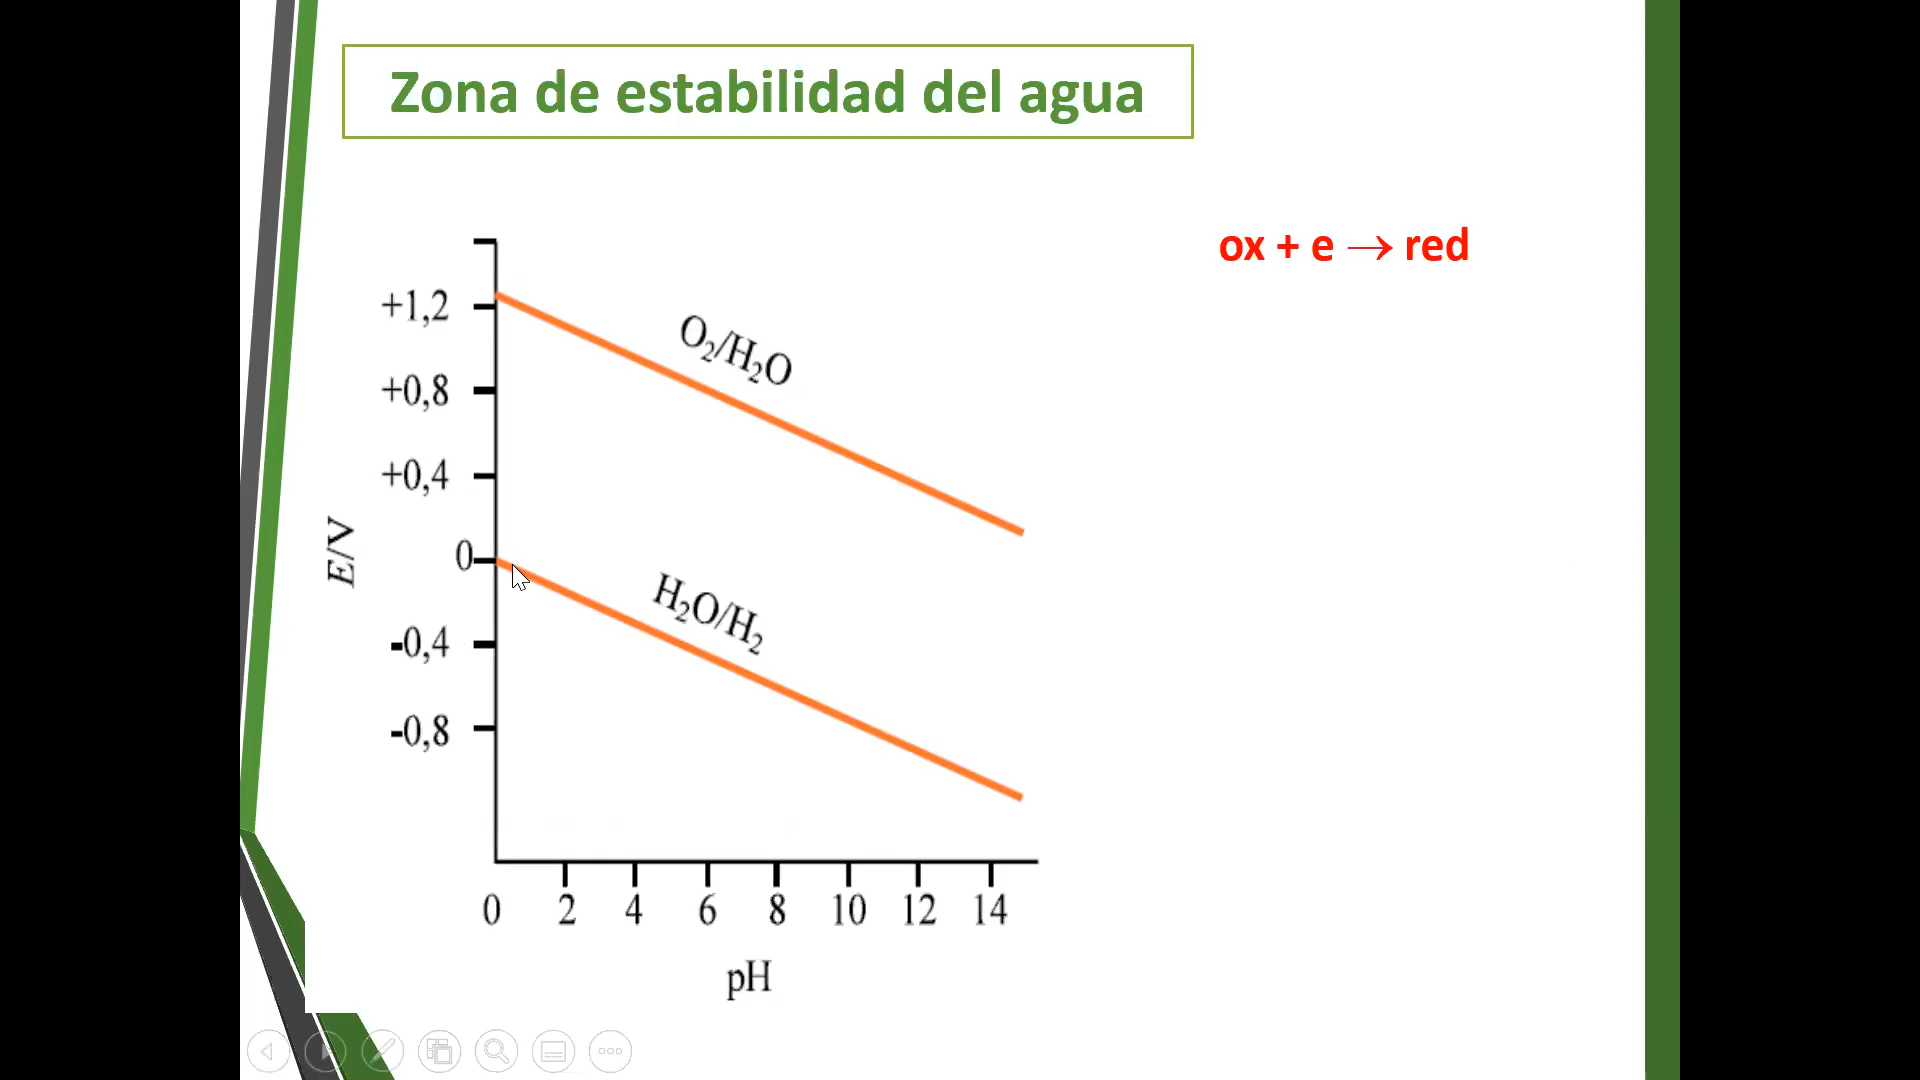 Zona de estabilidad del agua
ox + e → red
+1,2
+0,8
+0,4
0
-0,4
-0,8
E/V
O₂/H₂O
H₂O/H₂
0 2 4 6 8 10 12 14
pH